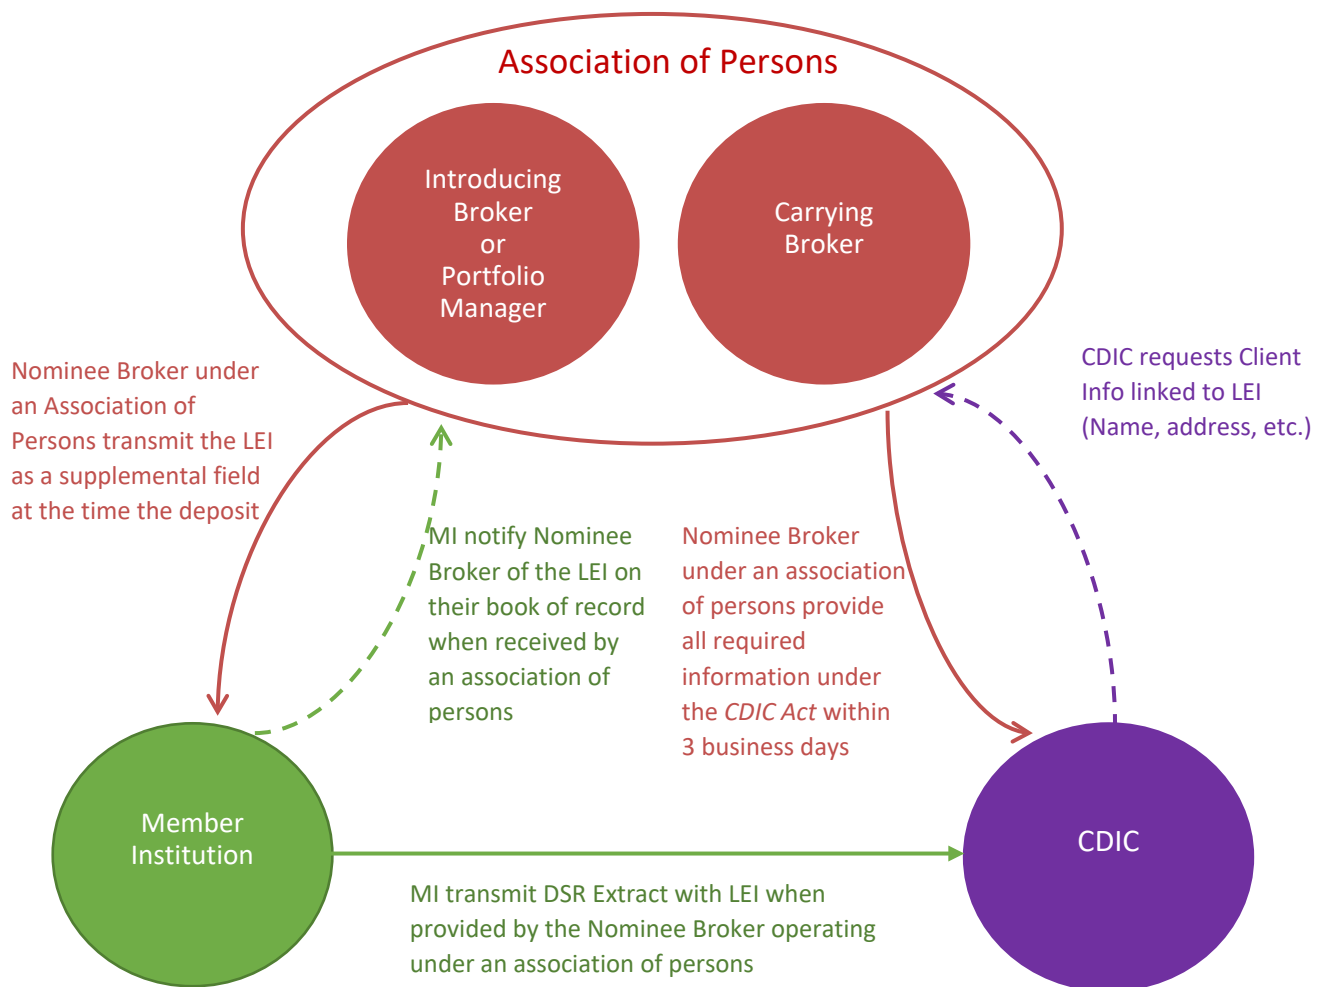 Association of Persons
Introducing
Broker
or
Portfolio
Manager
Carrying
Broker
Nominee Broker under
an Association of
Persons transmit the LEI
as a supplemental field
at the time the deposit
MI notify Nominee
Broker of the LEI on
their book of record
when received by
an association of
persons
Nominee Broker
under an association
of persons provide
all required
information under
the CDIC Act within
3 business days
CDIC requests Client
Info linked to LEI
(Name, address, etc.)
Member
Institution
CDIC
MI transmit DSR Extract with LEI when
provided by the Nominee Broker operating
under an association of persons